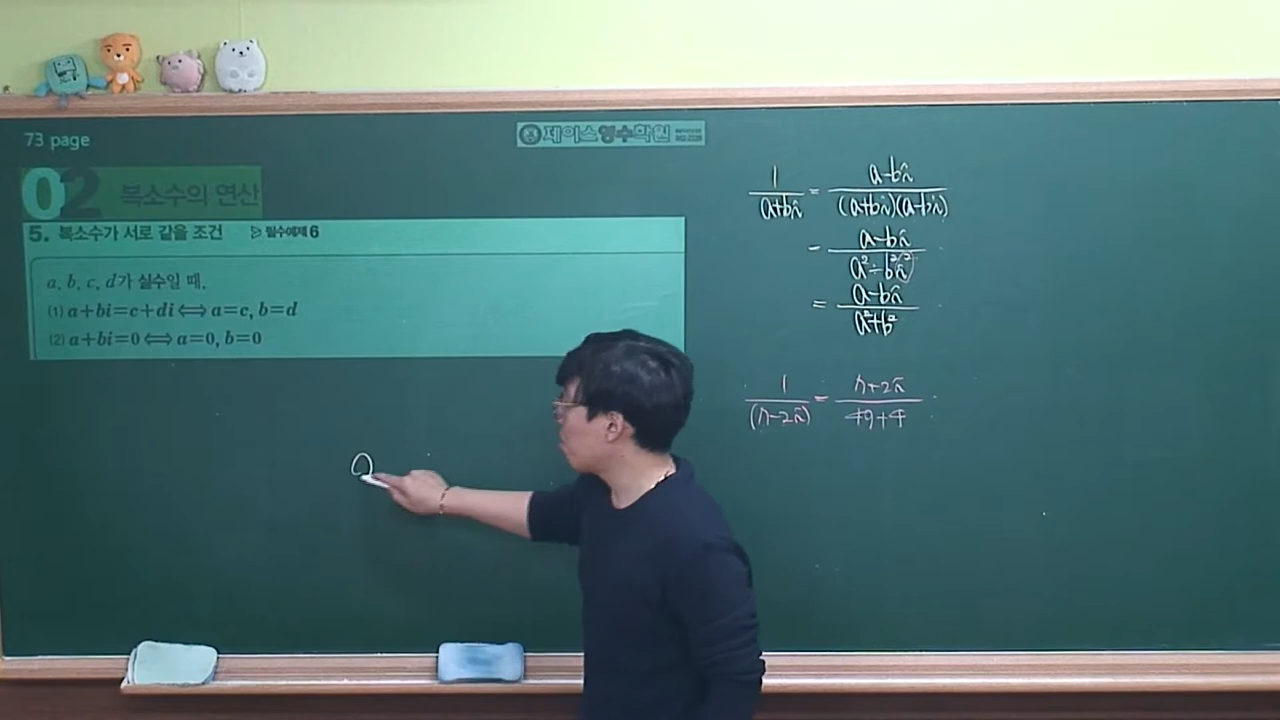 73 page
제이스영수학원
02 복소수의 연산
5. 복소수가 서로 같을 조건 ▷ 필수예제 6
a, b, c, d가 실수일 때,
(1) a+bi=c+di⟺a=c, b=d
(2) a+bi=0⟺a=0, b=0
1/(a+bi) = (a-bi)/((a+bi)(a-bi))
= (a-bi)/(a²-b²i²)
= (a-bi)/(a²+b²)
1/(7-2i) = (7+2i)/(49+4)